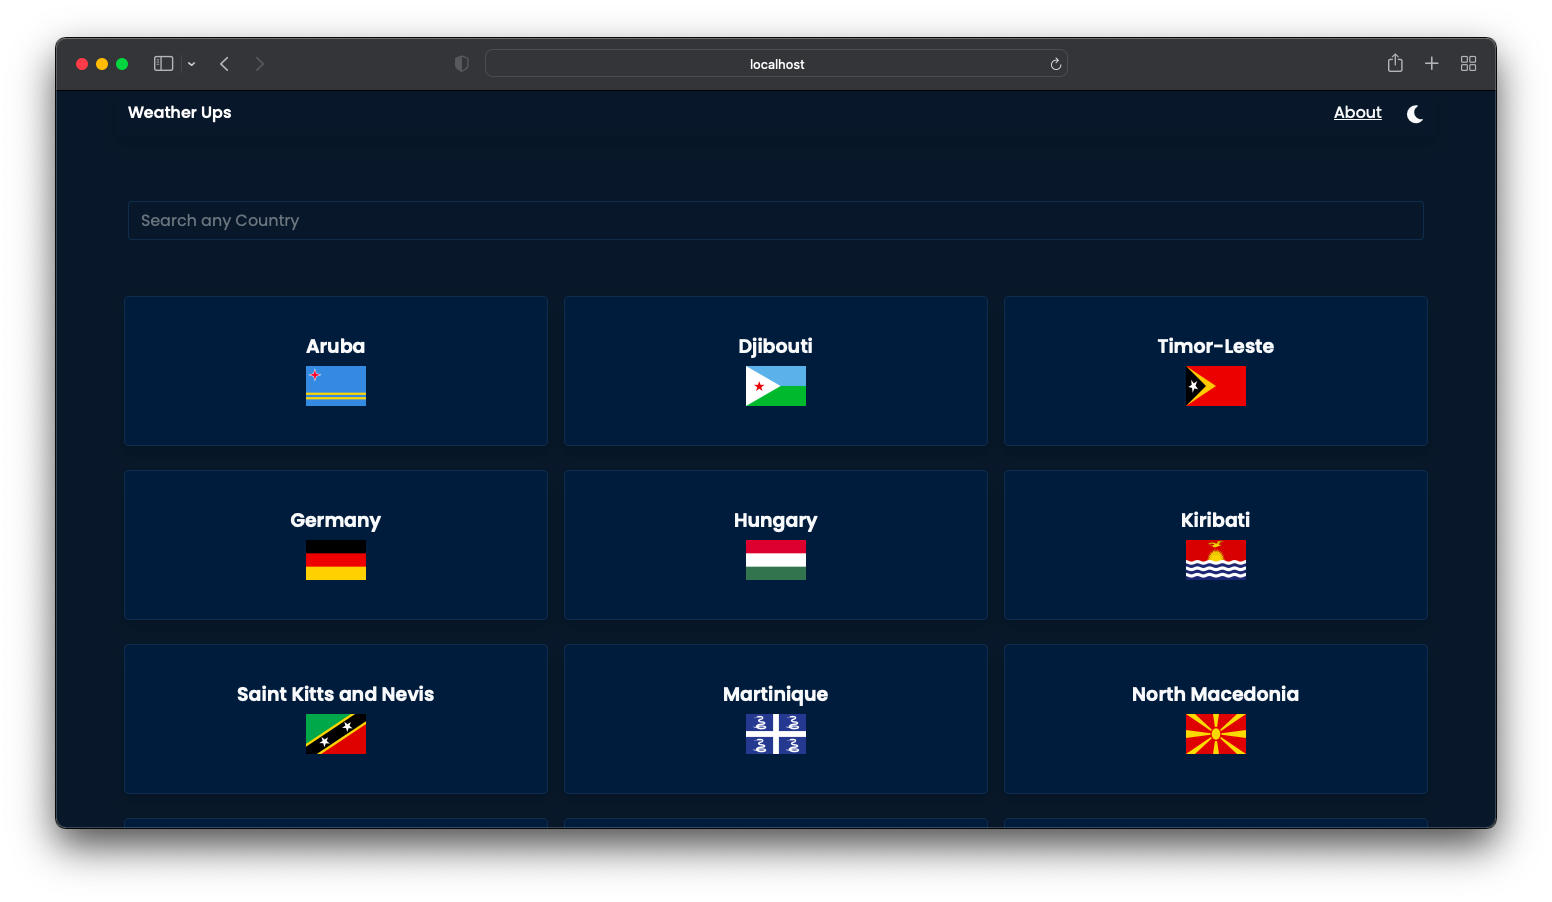 localhost
Weather Ups
About
Search any Country
Aruba
Djibouti
Timor-Leste
Germany
Hungary
Kiribati
Saint Kitts and Nevis
Martinique
North Macedonia